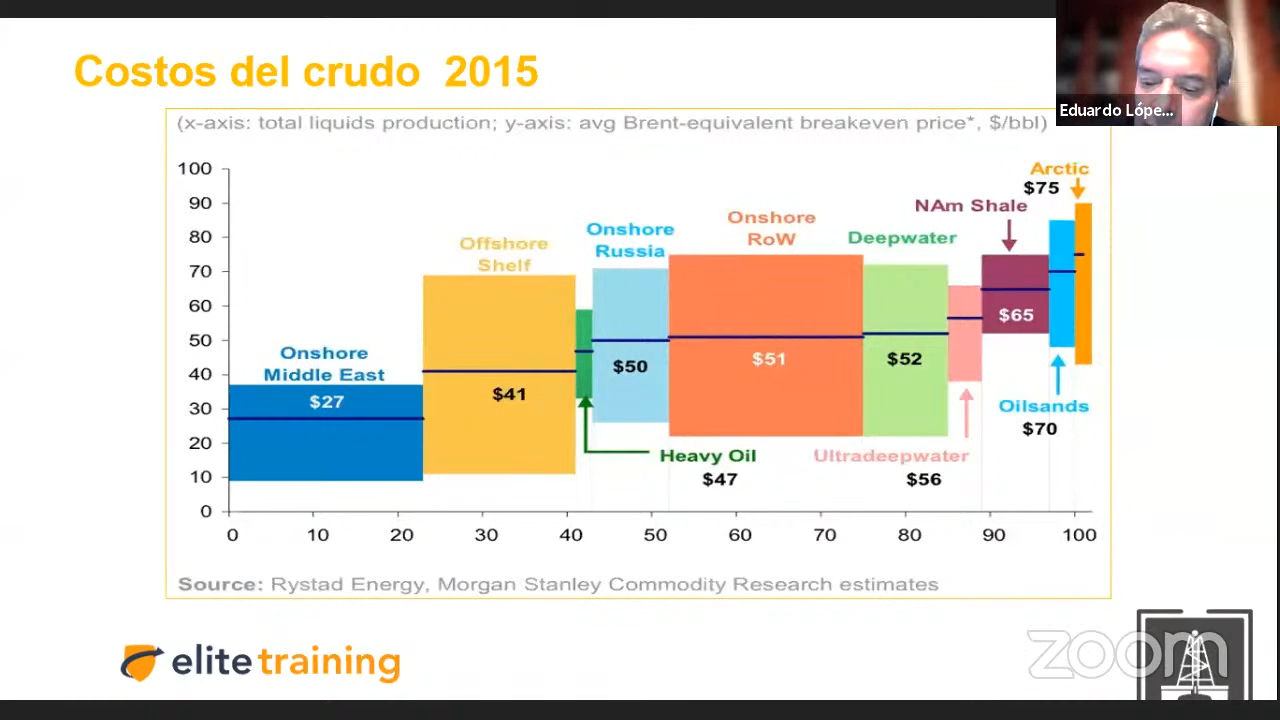 Costos del crudo 2015
Eduardo Lópe...
(x-axis: total liquids production; y-axis: avg Brent-equivalent breakeven price*, $/bbl)
100
90
80
70
60
50
40
30
20
10
0
Onshore
Middle East
$27
Offshore
Shelf
$41
Heavy Oil
$47
Onshore
Russia
$50
Onshore
RoW
$51
Deepwater
$52
Ultradeepwater
$56
NAm Shale
$65
Oilsands
$70
Arctic
$75
0 10 20 30 40 50 60 70 80 90 100
Source: Rystad Energy, Morgan Stanley Commodity Research estimates
elite training
zoom